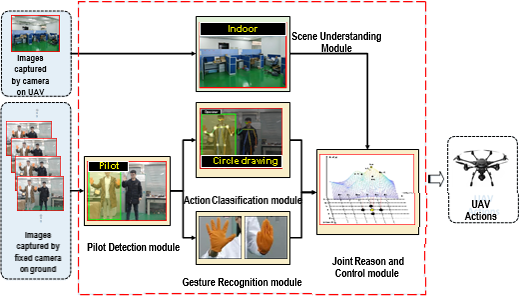 Indoor
Scene Understanding
Module
Images
captured
by camera
on UAV
Pilot
Circle drawing
Action Classification module
UAV
Actions
Images
captured by
fixed camera
on ground
Pilot Detection module
Gesture Recognition module
Joint Reason and
Control module